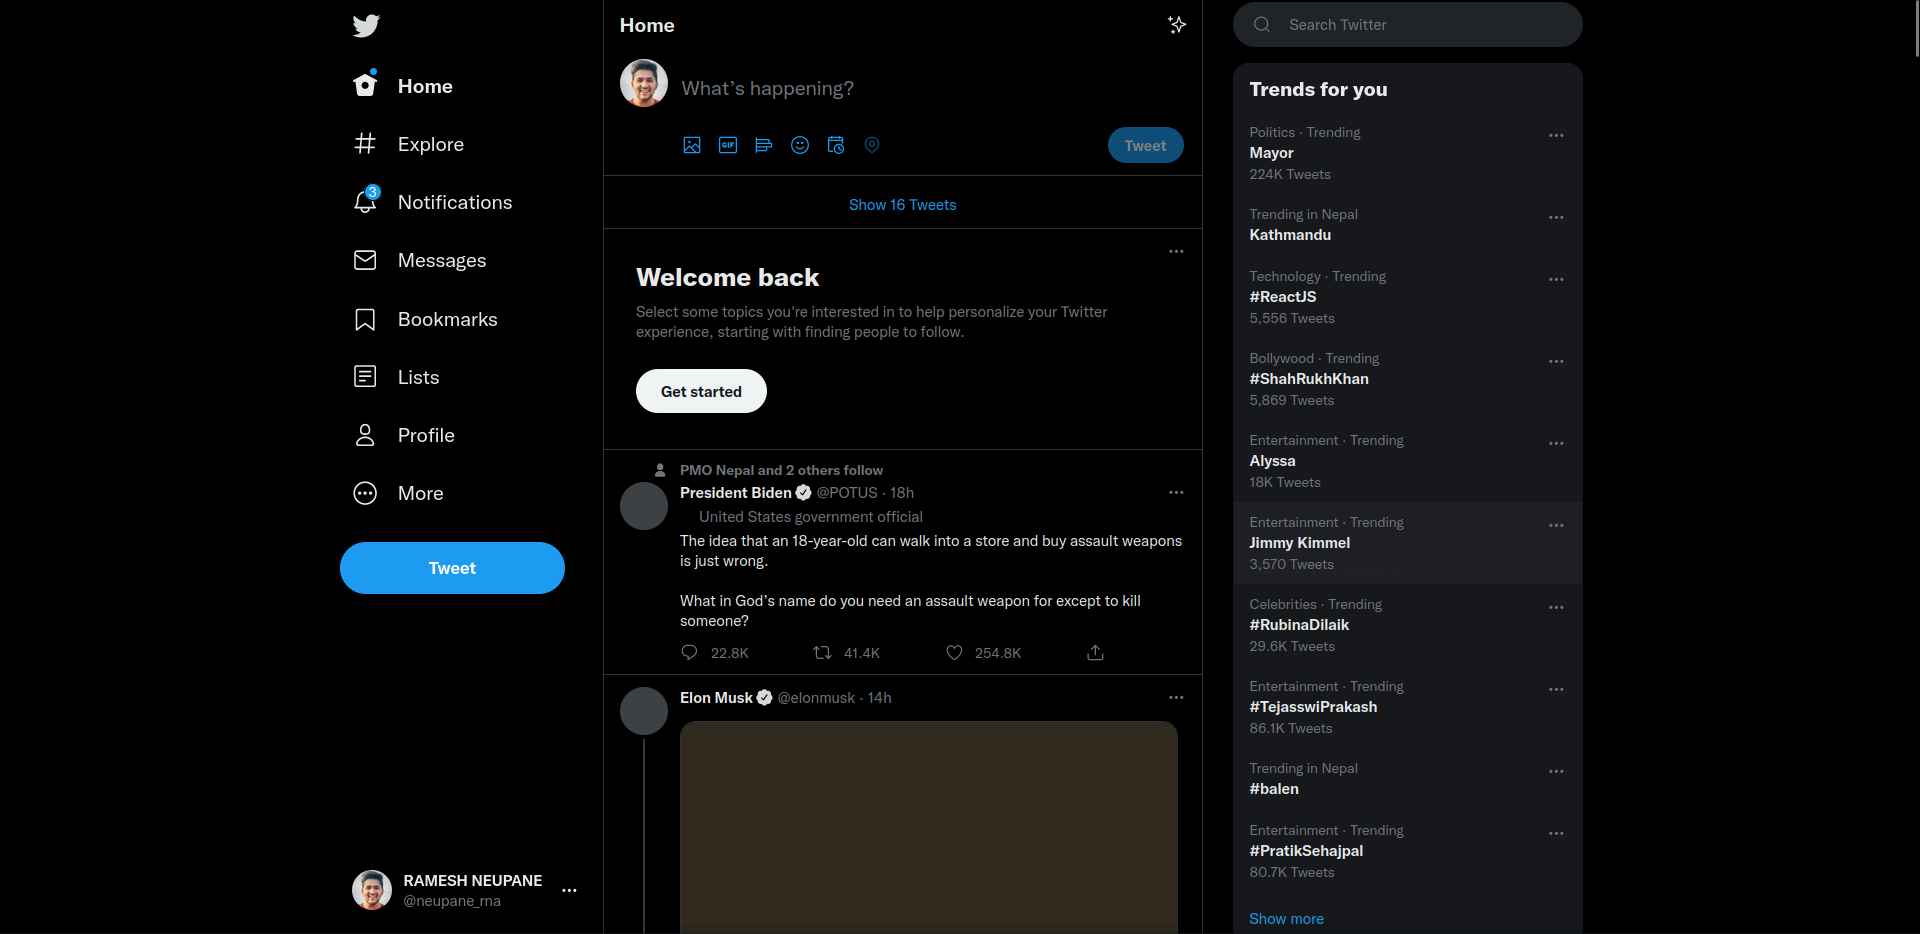 Home
Explore
3
Notifications
Messages
Bookmarks
Lists
Profile
More
Tweet
RAMESH NEUPANE
@neupane_rna
Home
What's happening?
GIF
Tweet
Show 16 Tweets
Welcome back
Select some topics you're interested in to help personalize your Twitter
experience, starting with finding people to follow.
Get started
PMO Nepal and 2 others follow
President Biden @POTUS · 18h
United States government official
The idea that an 18-year-old can walk into a store and buy assault weapons
is just wrong.
What in God's name do you need an assault weapon for except to kill
someone?
22.8K 41.4K 254.8K
Elon Musk @elonmusk · 14h
Search Twitter
Trends for you
Politics · Trending
Mayor
224K Tweets
Trending in Nepal
Kathmandu
Technology · Trending
#ReactJS
5,556 Tweets
Bollywood · Trending
#ShahRukhKhan
5,869 Tweets
Entertainment · Trending
Alyssa
18K Tweets
Entertainment · Trending
Jimmy Kimmel
3,570 Tweets
Celebrities · Trending
#RubinaDilaik
29.6K Tweets
Entertainment · Trending
#TejasswiPrakash
86.1K Tweets
Trending in Nepal
#balen
Entertainment · Trending
#PratikSehajpal
80.7K Tweets
Show more